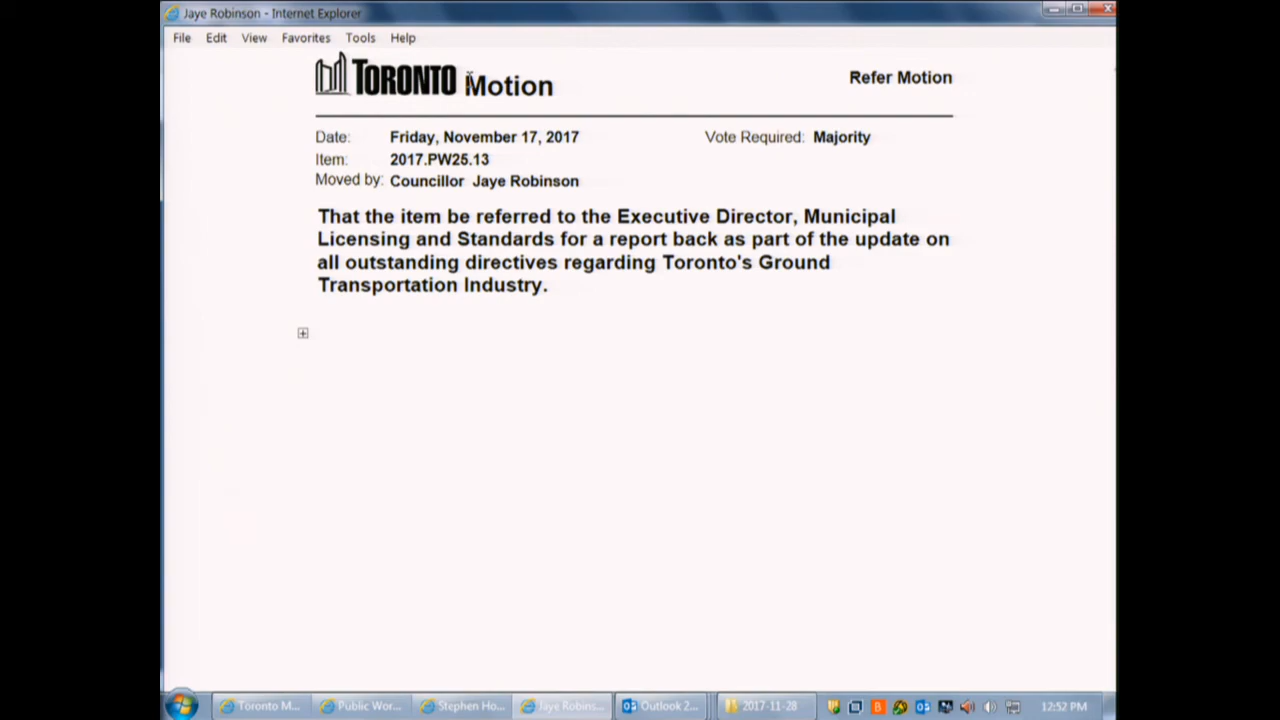 Jaye Robinson - Internet Explorer
File Edit View Favorites Tools Help
TORONTO Motion
Refer Motion
Date: Friday, November 17, 2017
Vote Required: Majority
Item: 2017.PW25.13
Moved by: Councillor Jaye Robinson
That the item be referred to the Executive Director, Municipal
Licensing and Standards for a report back as part of the update on
all outstanding directives regarding Toronto's Ground
Transportation Industry.
Toronto M... Public Wor... Stephen Ho... Jaye Robins... Outlook 2... 2017-11-28 12:52 PM